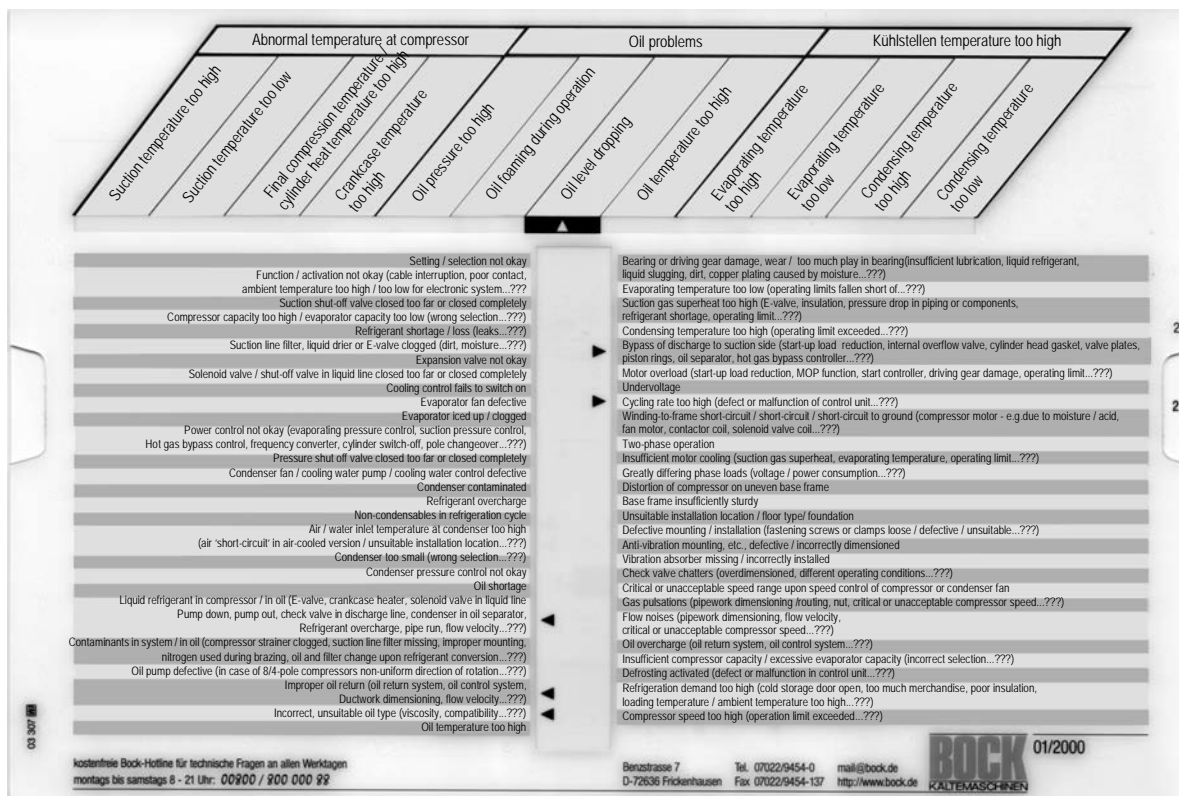 Abnormal temperature at compressor
Oil problems
Kühlstellen temperature too high
Suction temperature too high
Suction temperature too low
Final compression temperature /
cylinder heat temperature too high
Crankcase temperature
too high
Oil pressure too high
Oil foaming during operation
Oil level dropping
Oil temperature too high
Evaporating temperature
too high
Evaporating temperature
too low
Condensing temperature
too high
Condensing temperature
too low
Setting / selection not okay
Function / activation not okay (cable interruption, poor contact,
ambient temperature too high / too low for electronic system...???
Suction shut-off valve closed too far or closed completely
Compressor capacity too high / evaporator capacity too low (wrong selection...???)
Refrigerant shortage / loss (leaks...???)
Suction line filter, liquid drier or E-valve clogged (dirt, moisture...???)
Expansion valve not okay
Solenoid valve / shut-off valve in liquid line closed too far or closed completely
Cooling control fails to switch on
Evaporator fan defective
Evaporator iced up / clogged
Power control not okay (evaporating pressure control, suction pressure control,
Hot gas bypass control, frequency converter, cylinder switch-off, pole changeover...???)
Pressure shut off valve closed too far or closed completely
Condenser fan / cooling water pump / cooling water control defective
Condenser contaminated
Refrigerant overcharge
Non-condensables in refrigeration cycle
Air / water inlet temperature at condenser too high
(air 'short-circuit' in air-cooled version / unsuitable installation location...???)
Condenser too small (wrong selection...???)
Condenser pressure control not okay
Oil shortage
Liquid refrigerant in compressor / in oil (E-valve, crankcase heater, solenoid valve in liquid line
Pump down, pump out, check valve in discharge line, condenser in oil separator,
Refrigerant overcharge, pipe run, flow velocity...???)
Contaminants in system / in oil (compressor strainer clogged, suction line filter missing, improper mounting,
nitrogen used during brazing, oil and filter change upon refrigerant conversion...???)
Oil pump defective (in case of 8/4-pole compressors non-uniform direction of rotation...???)
Improper oil return (oil return system, oil control system,
Ductwork dimensioning, flow velocity...???)
Incorrect, unsuitable oil type (viscosity, compatibility...???)
Oil temperature too high
Bearing or driving gear damage, wear / too much play in bearing(insufficient lubrication, liquid refrigerant,
liquid slugging, dirt, copper plating caused by moisture...???)
Evaporating temperature too low (operating limits fallen short of...???)
Suction gas superheat too high (E-valve, insulation, pressure drop in piping or components,
refrigerant shortage, operating limit...???)
Condensing temperature too high (operating limit exceeded...???)
Bypass of discharge to suction side (start-up load reduction, internal overflow valve, cylinder head gasket, valve plates,
piston rings, oil separator, hot gas bypass controller...???)
Motor overload (start-up load reduction, MOP function, start controller, driving gear damage, operating limit...???)
Undervoltage
Cycling rate too high (defect or malfunction of control unit...???)
Winding-to-frame short-circuit / short-circuit / short-circuit to ground (compressor motor - e.g.due to moisture / acid,
fan motor, contactor coil, solenoid valve coil...???)
Two-phase operation
Insufficient motor cooling (suction gas superheat, evaporating temperature, operating limit...???)
Greatly differing phase loads (voltage / power consumption...???)
Distortion of compressor on uneven base frame
Base frame insufficiently sturdy
Unsuitable installation location / floor type/ foundation
Defective mounting / installation (fastening screws or clamps loose / defective / unsuitable...???)
Anti-vibration mounting, etc., defective / incorrectly dimensioned
Vibration absorber missing / incorrectly installed
Check valve chatters (overdimensioned, different operating conditions...???)
Critical or unacceptable speed range upon speed control of compressor or condenser fan
Gas pulsations (pipework dimensioning /routing, nut, critical or unacceptable compressor speed...???)
Flow noises (pipework dimensioning, flow velocity,
critical or unacceptable compressor speed...???)
Oil overcharge (oil return system, oil control system...???)
Insufficient compressor capacity / excessive evaporator capacity (incorrect selection...???)
Defrosting activated (defect or malfunction in control unit...???)
Refrigeration demand too high (cold storage door open, too much merchandise, poor insulation,
loading temperature / ambient temperature too high...???)
Compressor speed too high (operation limit exceeded...???)
2
2
03 307
kostenfreie Bock-Hotline für technische Fragen an allen Werktagen
montags bis samstags 8 - 21 Uhr: 00800 / 800 000 88
Benzstrasse 7 Tel. 07022/9454-0 mail@bock.de
D-72636 Frickenhausen Fax 07022/9454-137 http://www.bock.de
BOCK
KÄLTEMASCHINEN
01/2000